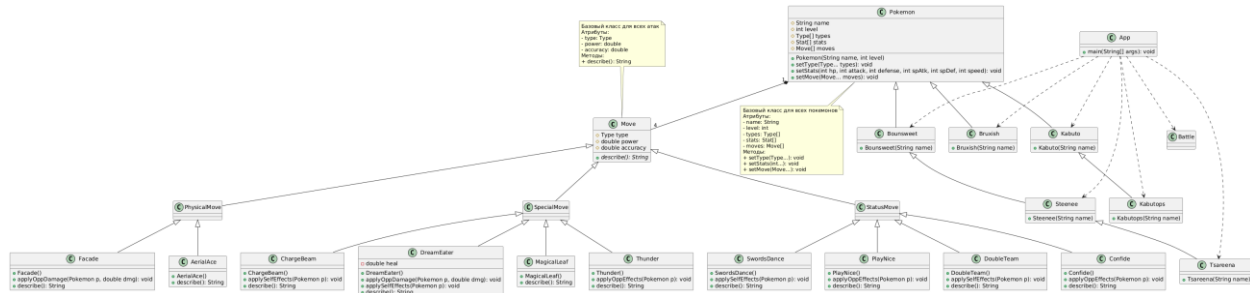 Pokemon
String name
int level
Type[] types
Stat[] stats
Move[] moves
Pokemon(String name, int level)
setType(Type... types): void
setStats(int hp, int attack, int defense, int spAtk, int spDef, int speed): void
setMove(Move... moves): void
Базовый класс для всех атак
Атрибуты:
- type: Type
- power: double
- accuracy: double
Методы:
+ describe(): String
App
main(String[] args): void
Базовый класс для всех покемонов
Атрибуты:
- name: String
- level: int
- types: Type[]
- stats: Stat[]
- moves: Move[]
Методы:
+ setType(Type...): void
+ setStats(int...): void
+ setMove(Move...): void
4
Move
Type type
double power
double accuracy
describe(): String
Bounsweet
Bounsweet(String name)
Bruxish
Bruxish(String name)
Kabuto
Kabuto(String name)
Battle
PhysicalMove
SpecialMove
StatusMove
Steenee
Steenee(String name)
Kabutops
Kabutops(String name)
Facade
Facade()
applyOppDamage(Pokemon p, double dmg): void
describe(): String
AerialAce
AerialAce()
describe(): String
ChargeBeam
ChargeBeam()
applySelfEffects(Pokemon p): void
describe(): String
DreamEater
double heal
DreamEater()
applyOppDamage(Pokemon p, double dmg): void
applySelfEffects(Pokemon p): void
describe(): String
MagicalLeaf
MagicalLeaf()
describe(): String
Thunder
Thunder()
applyOppEffects(Pokemon p): void
describe(): String
SwordsDance
SwordsDance()
applySelfEffects(Pokemon p): void
describe(): String
PlayNice
PlayNice()
applyOppEffects(Pokemon p): void
describe(): String
DoubleTeam
DoubleTeam()
applySelfEffects(Pokemon p): void
describe(): String
Confide
Confide()
applyOppEffects(Pokemon p): void
describe(): String
Tsareena
Tsareena(String name)